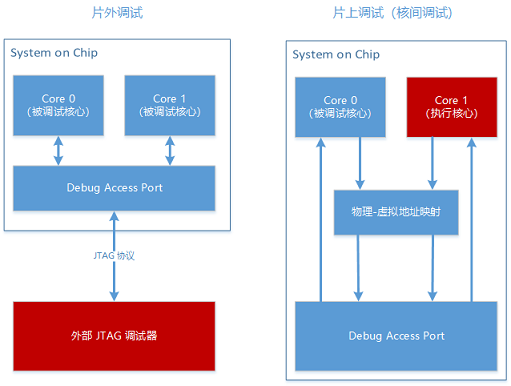 片外调试
System on Chip
Core 0
（被调试核心）
Core 1
（被调试核心）
Debug Access Port
JTAG 协议
外部 JTAG 调试器
片上调试（核间调试）
System on Chip
Core 0
（被调试核心）
Core 1
（执行核心）
物理-虚拟地址映射
Debug Access Port